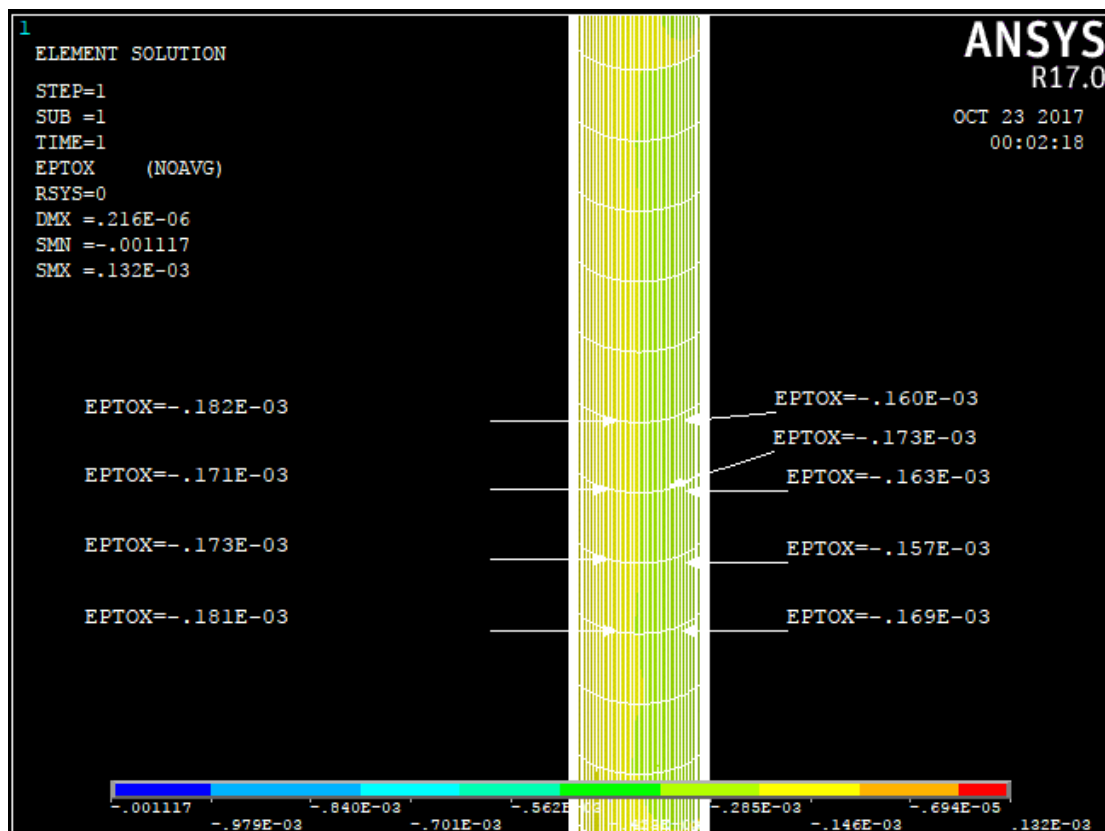 1
ELEMENT SOLUTION
STEP=1
SUB =1
TIME=1
EPTOX (NOAVG)
RSYS=0
DMX =.216E-06
SMN =-.001117
SMX =.132E-03
ANSYS
R17.0
OCT 23 2017
00:02:18
EPTOX=-.182E-03
EPTOX=-.160E-03
EPTOX=-.173E-03
EPTOX=-.171E-03
EPTOX=-.163E-03
EPTOX=-.173E-03
EPTOX=-.157E-03
EPTOX=-.181E-03
EPTOX=-.169E-03
-.001117 -.840E-03 -.285E-03 -.694E-05
-.979E-03 -.701E-03 -.146E-03 .132E-03